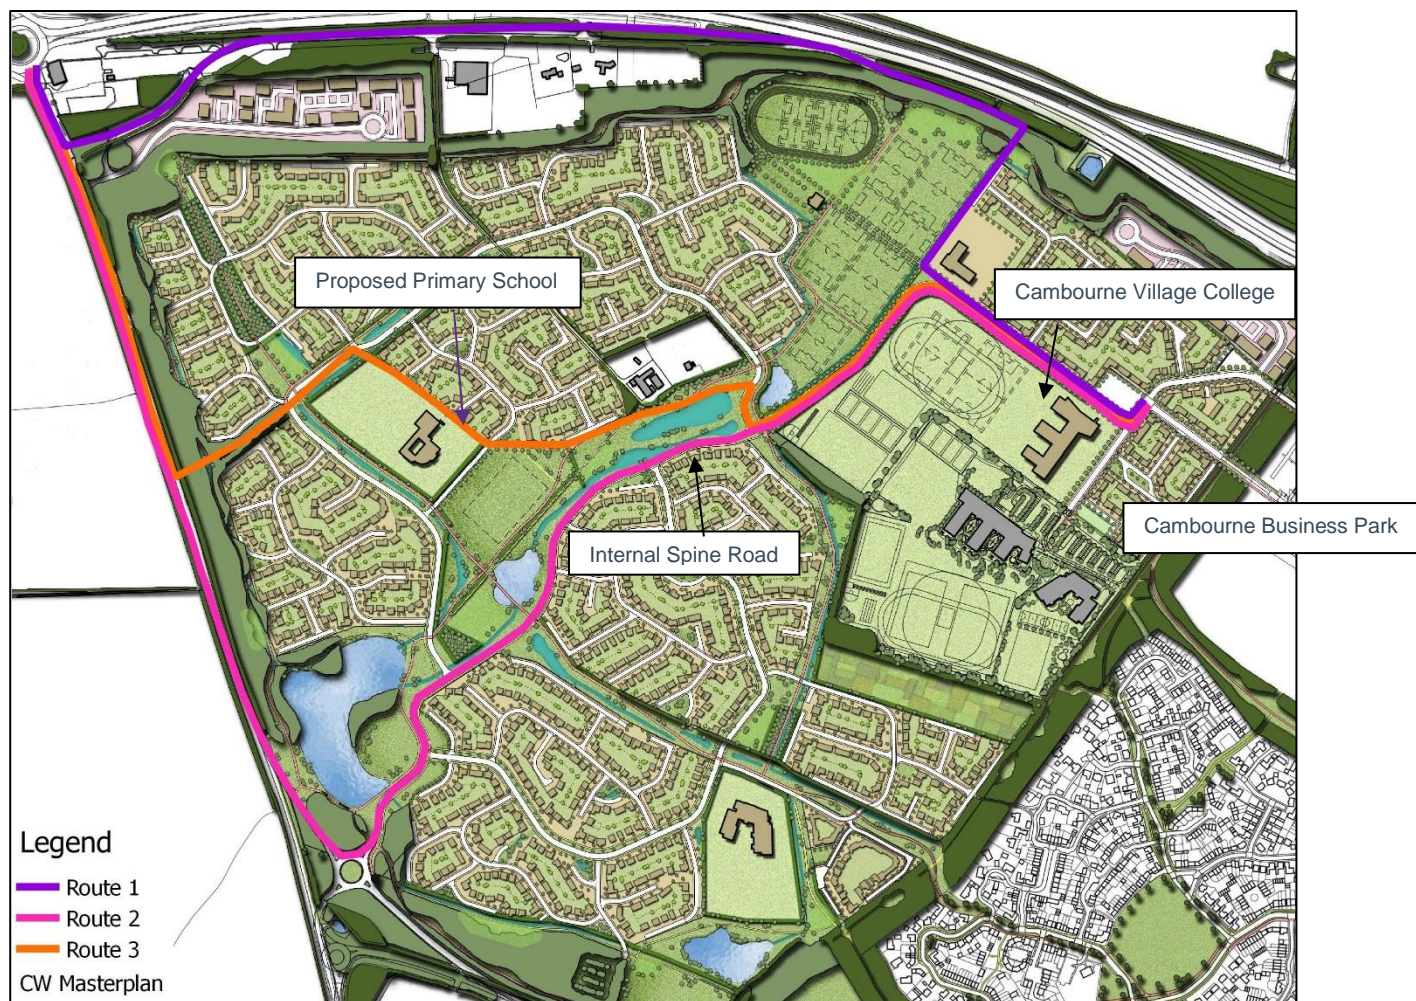 Proposed Primary School
Cambourne Village College
Cambourne Business Park
Internal Spine Road
Legend
Route 1
Route 2
Route 3
CW Masterplan